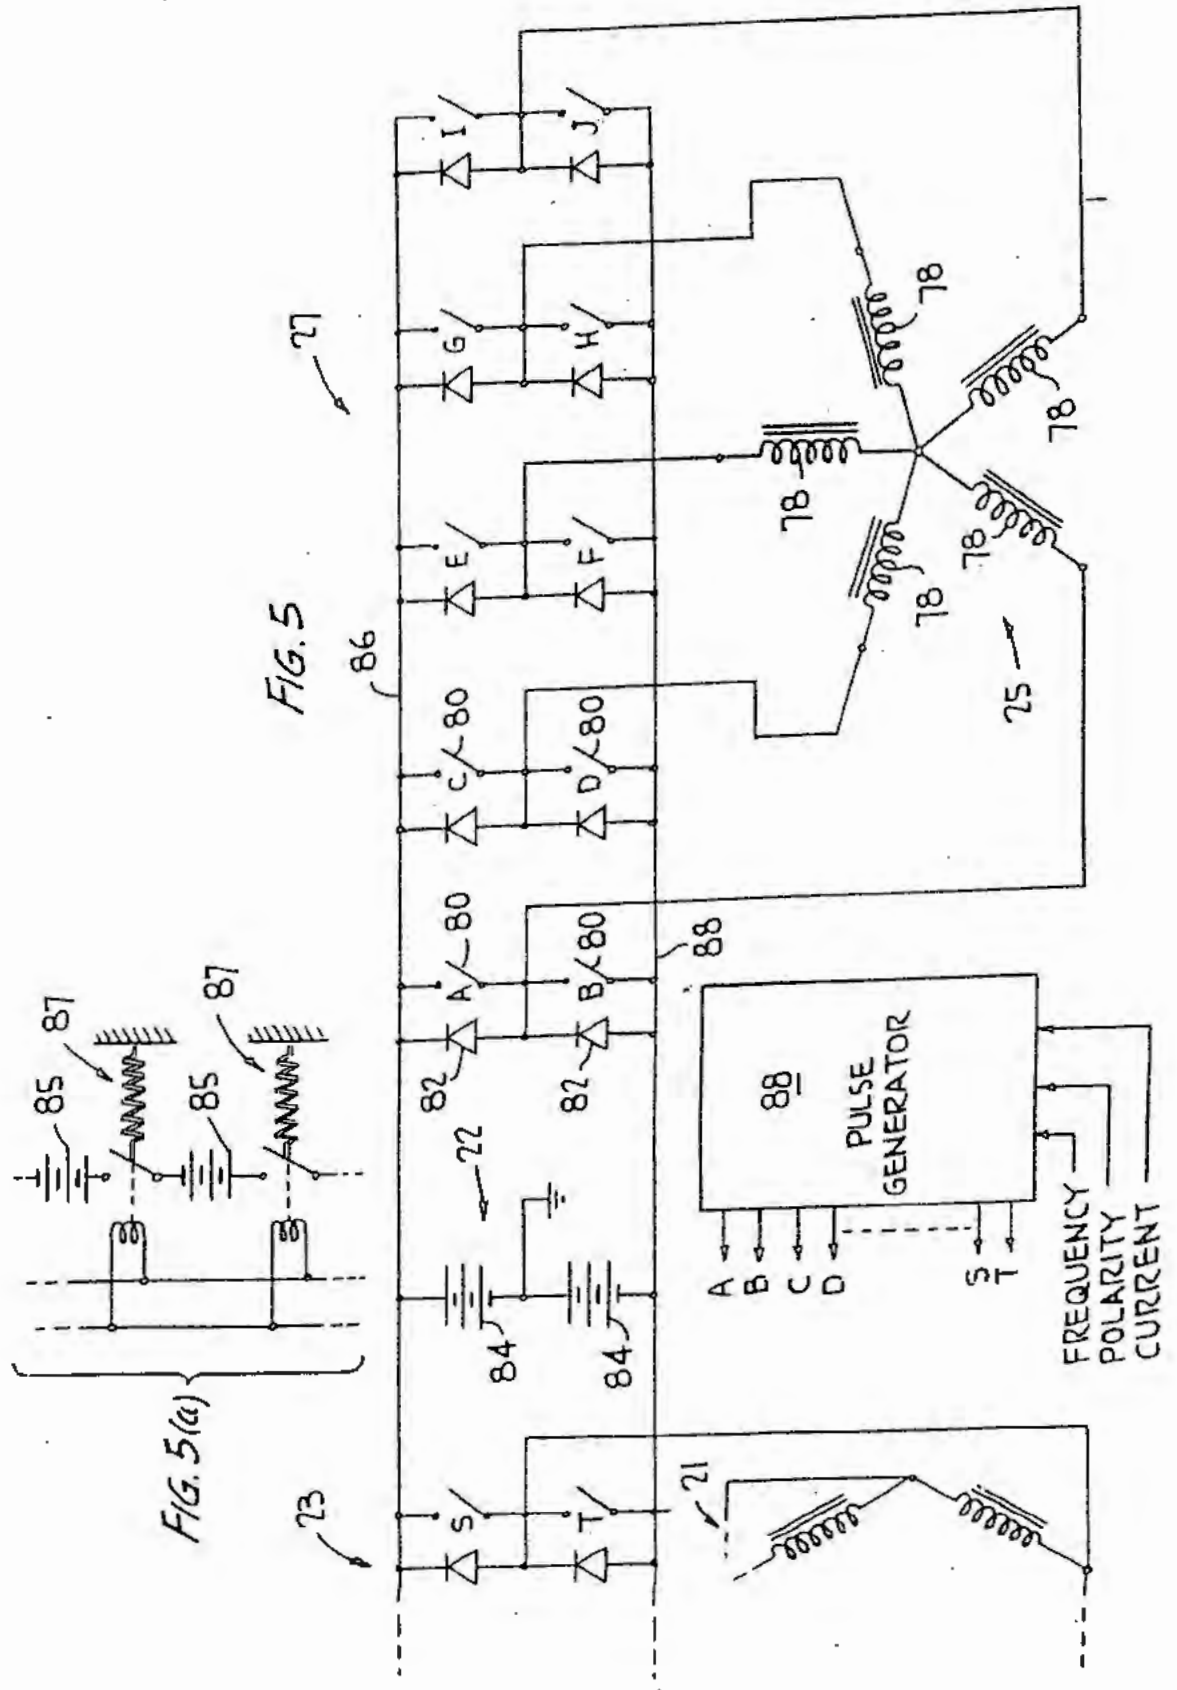 FIG. 5(a)
85
87
85
87
FIG. 5
23
27
86
S
T
22
84
84
A
80
B
80
82
82
C
80
D
80
E
F
G
H
I
J
88
21
88
PULSE
GENERATOR
A
B
C
D
S
T
FREQUENCY
POLARITY
CURRENT
25
78
78
78
78
78